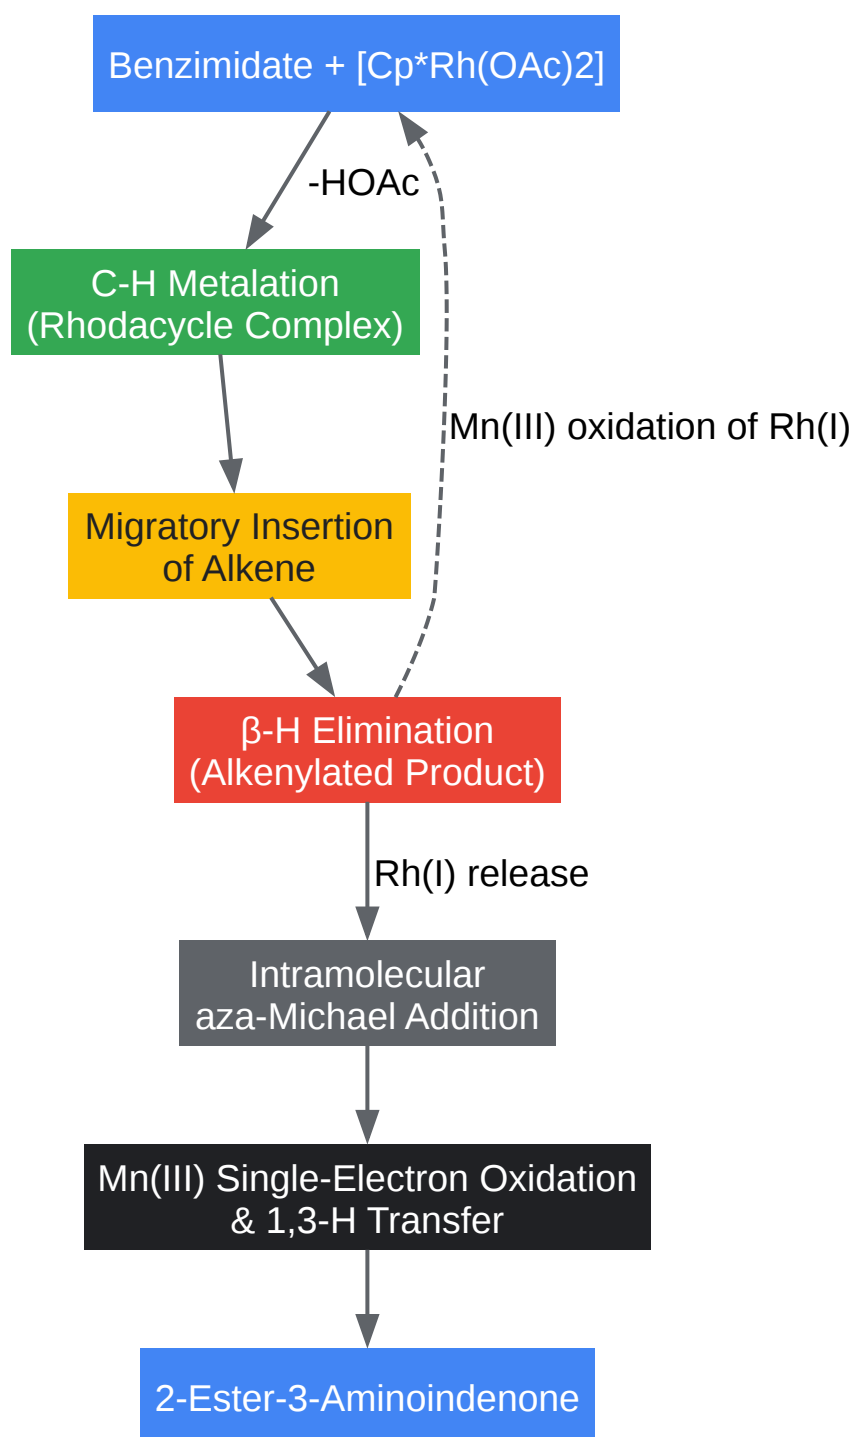 Benzimidate + [Cp*Rh(OAc)2]
-HOAc
C-H Metalation
(Rhodacycle Complex)
Mn(III) oxidation of Rh(I)
Migratory Insertion
of Alkene
β-H Elimination
(Alkenylated Product)
Rh(I) release
Intramolecular
aza-Michael Addition
Mn(III) Single-Electron Oxidation
& 1,3-H Transfer
2-Ester-3-Aminoindenone